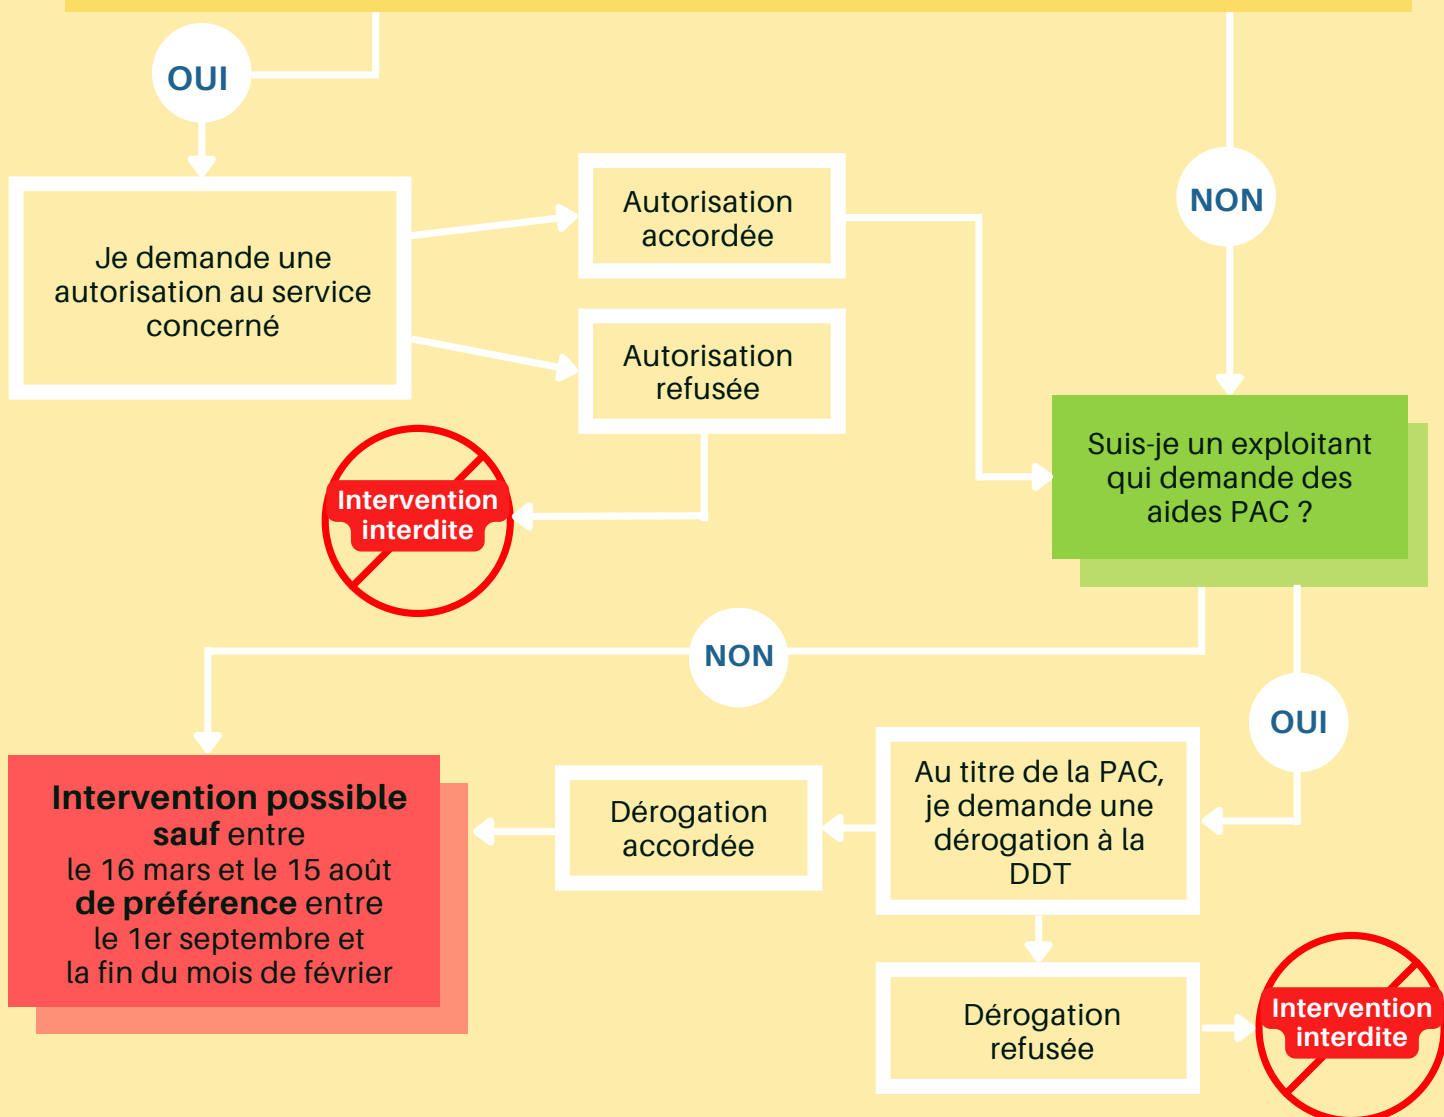 OUI
Je demande une
autorisation au service
concerné
Autorisation
accordée
Autorisation
refusée
Intervention
interdite
NON
Suis-je un exploitant
qui demande des
aides PAC ?
NON
OUI
Au titre de la PAC,
je demande une
dérogation à la
DDT
Dérogation
accordée
Intervention possible
sauf entre
le 16 mars et le 15 août
de préférence entre
le 1er septembre et
la fin du mois de février
Dérogation
refusée
Intervention
interdite